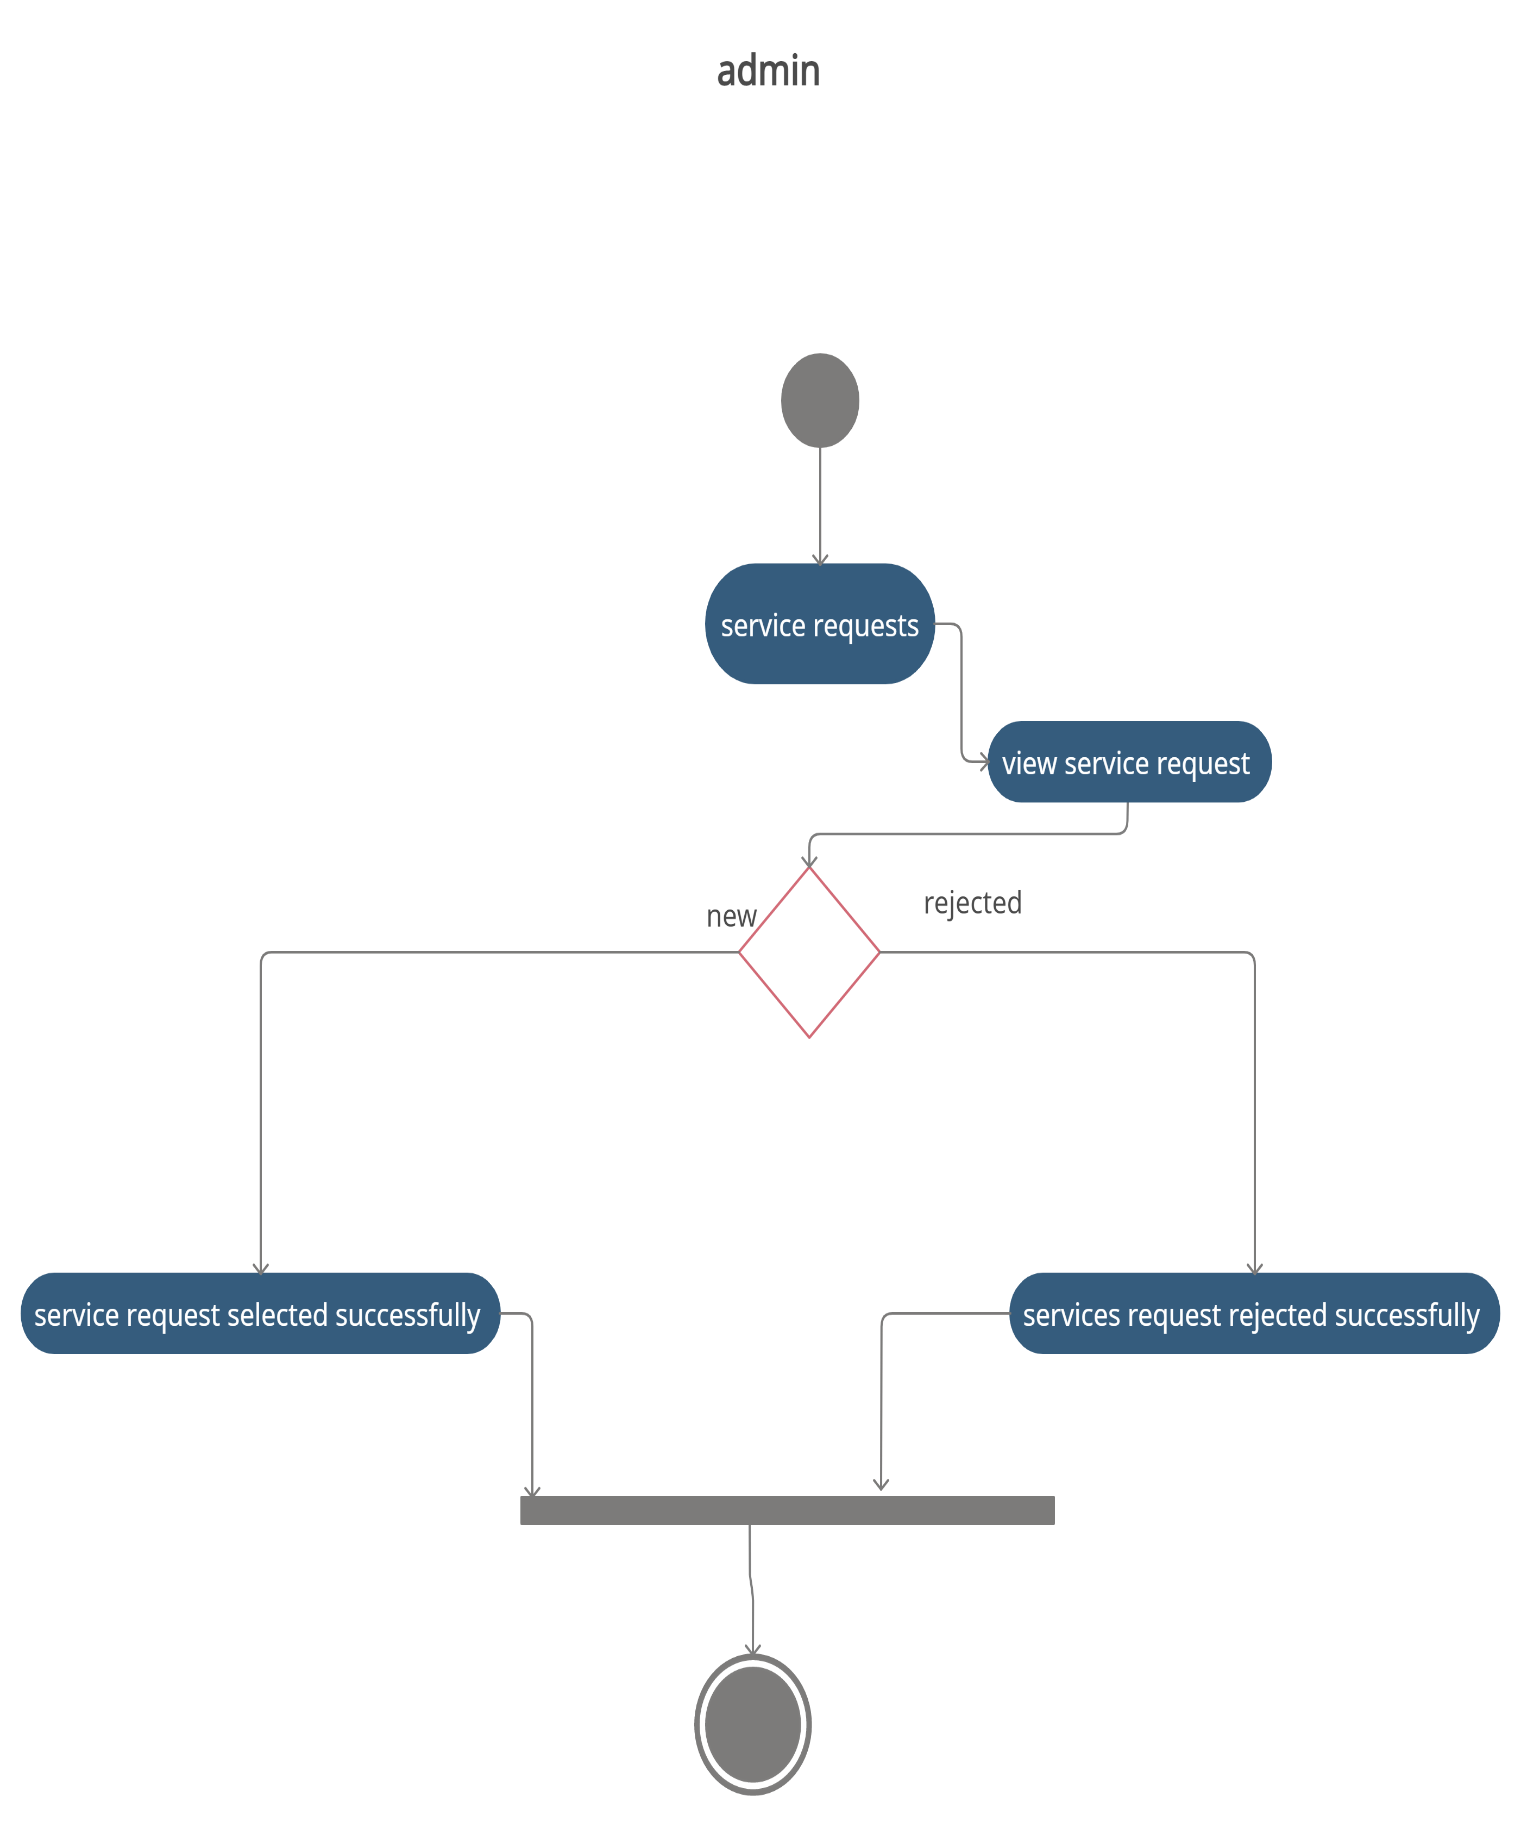 admin
service requests
view service request
new
rejected
service request selected successfully
services request rejected successfully